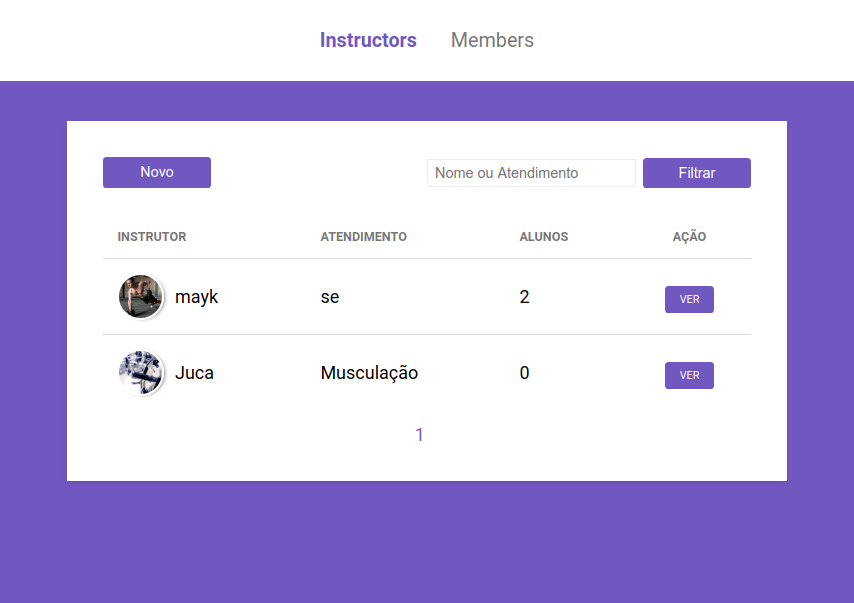 Instructors Members
Novo Nome ou Atendimento Filtrar
INSTRUTOR ATENDIMENTO ALUNOS AÇÃO
mayk se 2 VER
Juca Musculação 0 VER
1